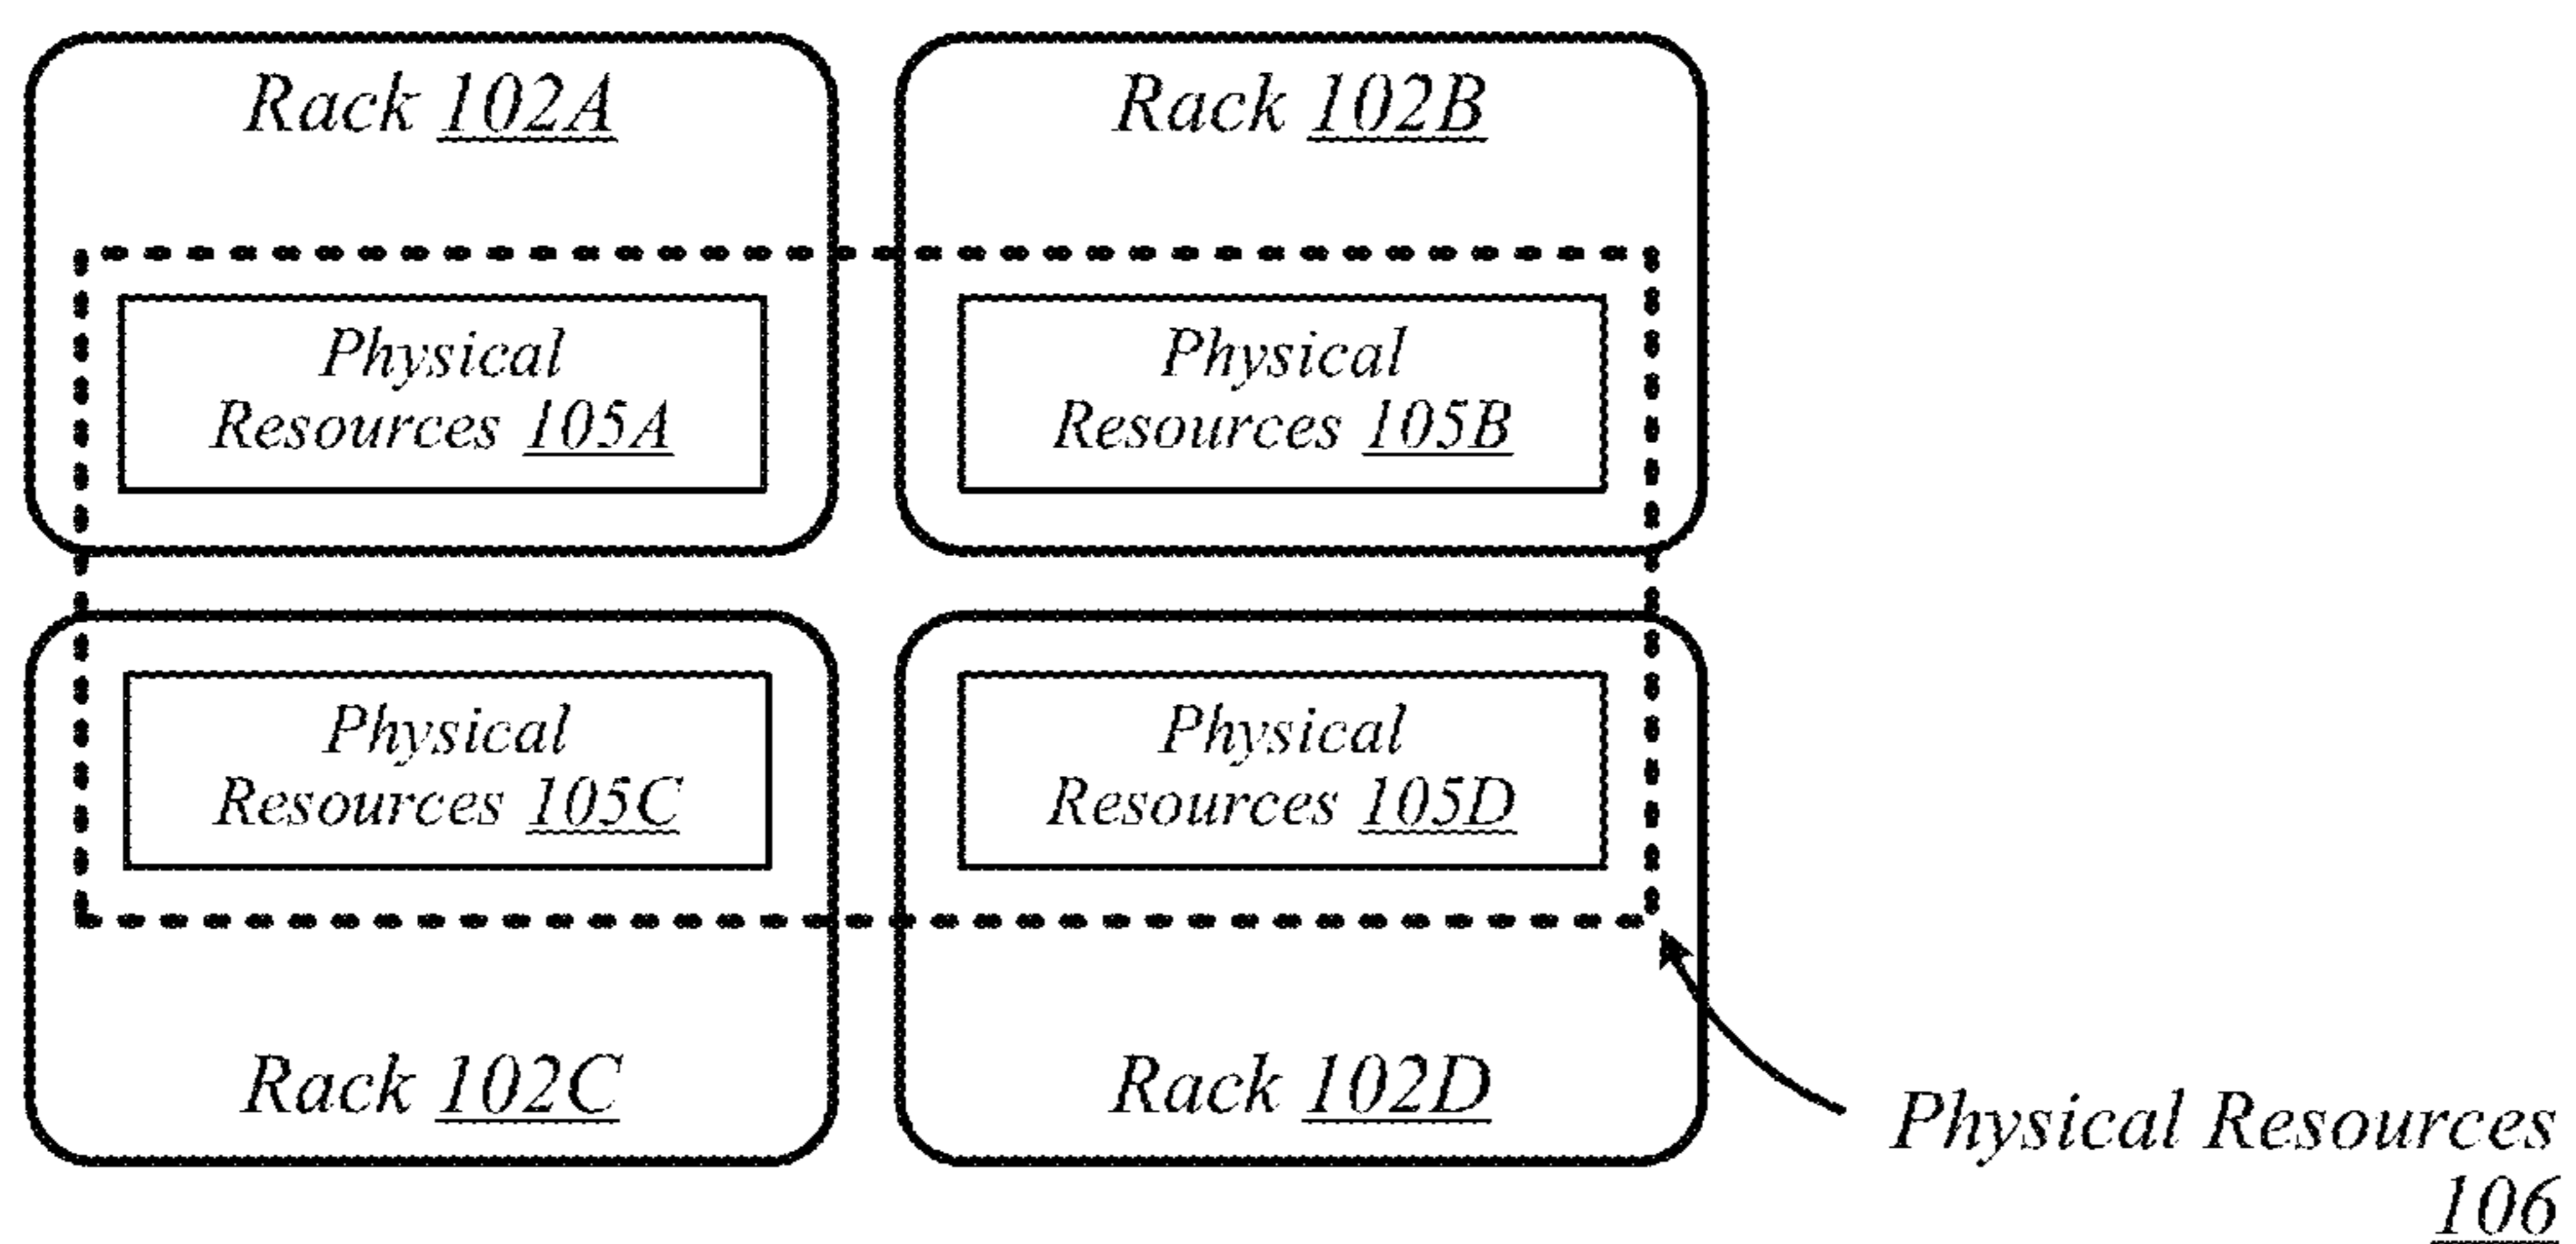 Rack 102A
Rack 102B
Physical
Resources 105A
Physical
Resources 105B
Physical
Resources 105C
Physical
Resources 105D
Rack 102C
Rack 102D
Physical Resources
106